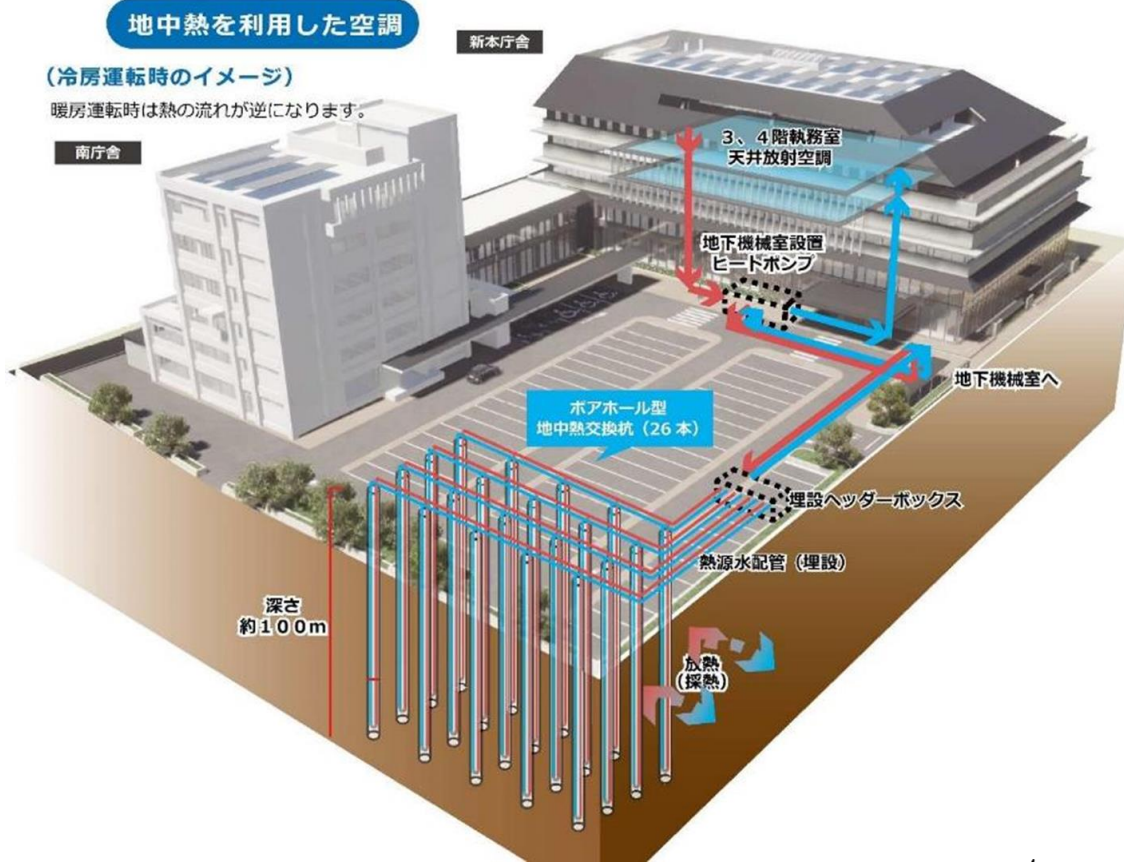 地中熱を利用した空調
新本庁舎
(冷房運転時のイメージ)
暖房運転時は熱の流れが逆になります。
南庁舎
3、4階執務室
天井放射空調
地下機械室設置
ヒートポンプ
地下機械室へ
ボアホール型
地中熱交換杭(26本)
埋設ヘッダーボックス
熱源水配管(埋設)
深さ
約100m
放熱
(採熱)